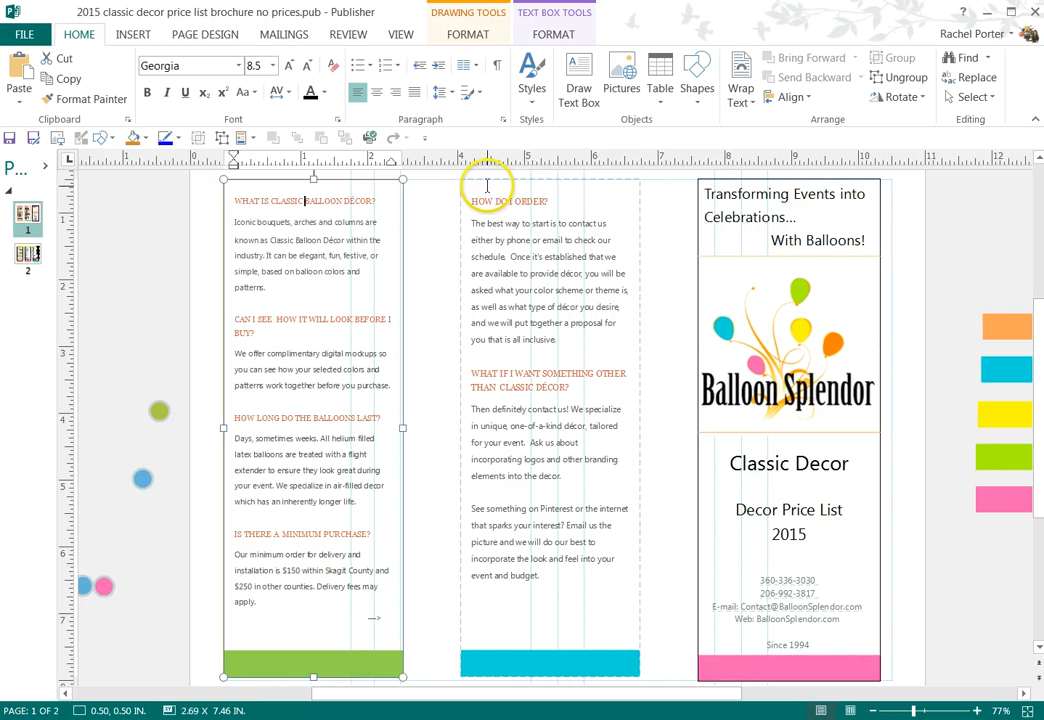 2015 classic decor price list brochure no prices.pub - Publisher
DRAWING TOOLS
TEXT BOX TOOLS
FILE
HOME
INSERT
PAGE DESIGN
MAILINGS
REVIEW
VIEW
FORMAT
FORMAT
Rachel Porter
Paste
Cut
Copy
Format Painter
Clipboard
Georgia
8.5
Font
Paragraph
Styles
Styles
Draw
Text Box
Pictures
Table
Shapes
Objects
Wrap
Text
Bring Forward
Send Backward
Align
Group
Ungroup
Rotate
Arrange
Find
Replace
Select
Editing
P...
1
2
WHAT IS CLASSIC BALLOON DÉCOR?
Iconic bouquets, arches and columns are
known as Classic Balloon Décor within the
industry. It can be elegant, fun, festive, or
simple, based on balloon colors and
patterns.
CAN I SEE HOW IT WILL LOOK BEFORE I
BUY?
We offer complimentary digital mockups so
you can see how your selected colors and
patterns work together before you purchase.
HOW LONG DO THE BALLOONS LAST?
Days, sometimes weeks. All helium filled
latex balloons are treated with a flight
extender to ensure they look great during
your event. We specialize in air-filled decor
which has an inherently longer life.
IS THERE A MINIMUM PURCHASE?
Our minimum order for delivery and
installation is $150 within Skagit County and
$250 in other counties. Delivery fees may
apply.
HOW DO I ORDER?
The best way to start is to contact us
either by phone or email to check our
schedule. Once it's established that we
are available to provide décor, you will be
asked what your color scheme or theme is,
as well as what type of décor you desire,
and we will put together a proposal for
you that is all inclusive.
WHAT IF I WANT SOMETHING OTHER
THAN CLASSIC DÉCOR?
Then definitely contact us! We specialize
in unique, one-of-a-kind décor, tailored
for your event. Ask us about
incorporating logos and other branding
elements into the decor.
See something on Pinterest or the internet
that sparks your interest? Email us the
picture and we will do our best to
incorporate the look and feel into your
event and budget.
Transforming Events into
Celebrations...
With Balloons!
Balloon Splendor
Classic Decor
Decor Price List
2015
360-336-3030
206-992-3817
E-mail: Contact@BalloonSplendor.com
Web: BalloonSplendor.com
Since 1994
PAGE: 1 OF 2
0.50, 0.50 IN.
2.69 X 7.46 IN.
77%